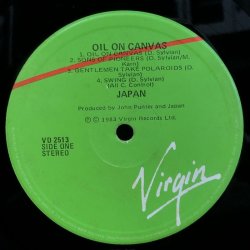 OIL ON CANVAS
1. OIL ON CANVAS (D. Sylvian)
2. SONS OF PIONEERS (D. Sylvian/M.
Karn)
3. GENTLEMEN TAKE POLAROIDS (D.
Sylvian)
4. SWING (D. Sylvian)
(All C. Control)
JAPAN
Produced by John Punter and Japan
Ⓟ © 1983 Virgin Records Ltd.
VD 2513
SIDE ONE
STEREO
Virgin